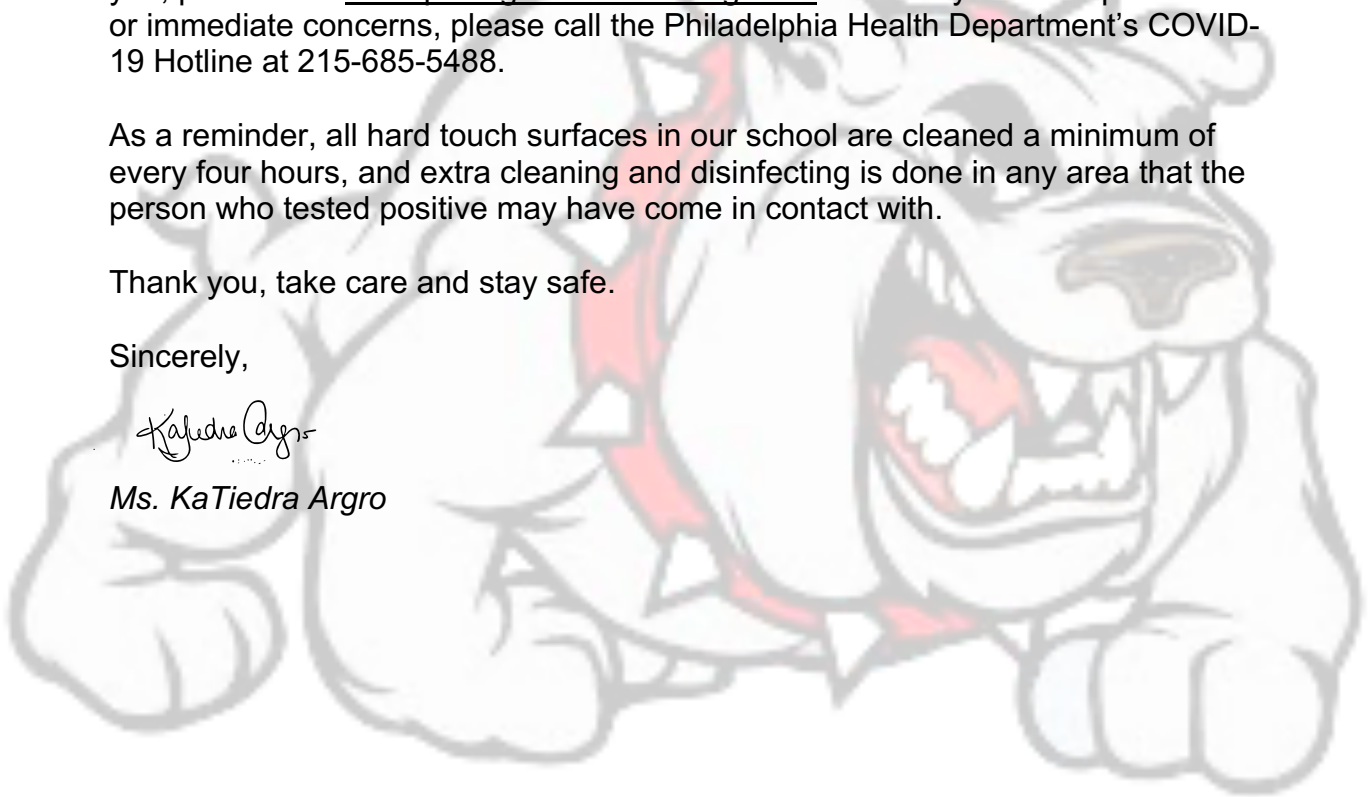 or immediate concerns, please call the Philadelphia Health Department’s COVID-
19 Hotline at 215-685-5488.
As a reminder, all hard touch surfaces in our school are cleaned a minimum of
every four hours, and extra cleaning and disinfecting is done in any area that the
person who tested positive may have come in contact with.
Thank you, take care and stay safe.
Sincerely,
KaTiedra Argro
Ms. KaTiedra Argro